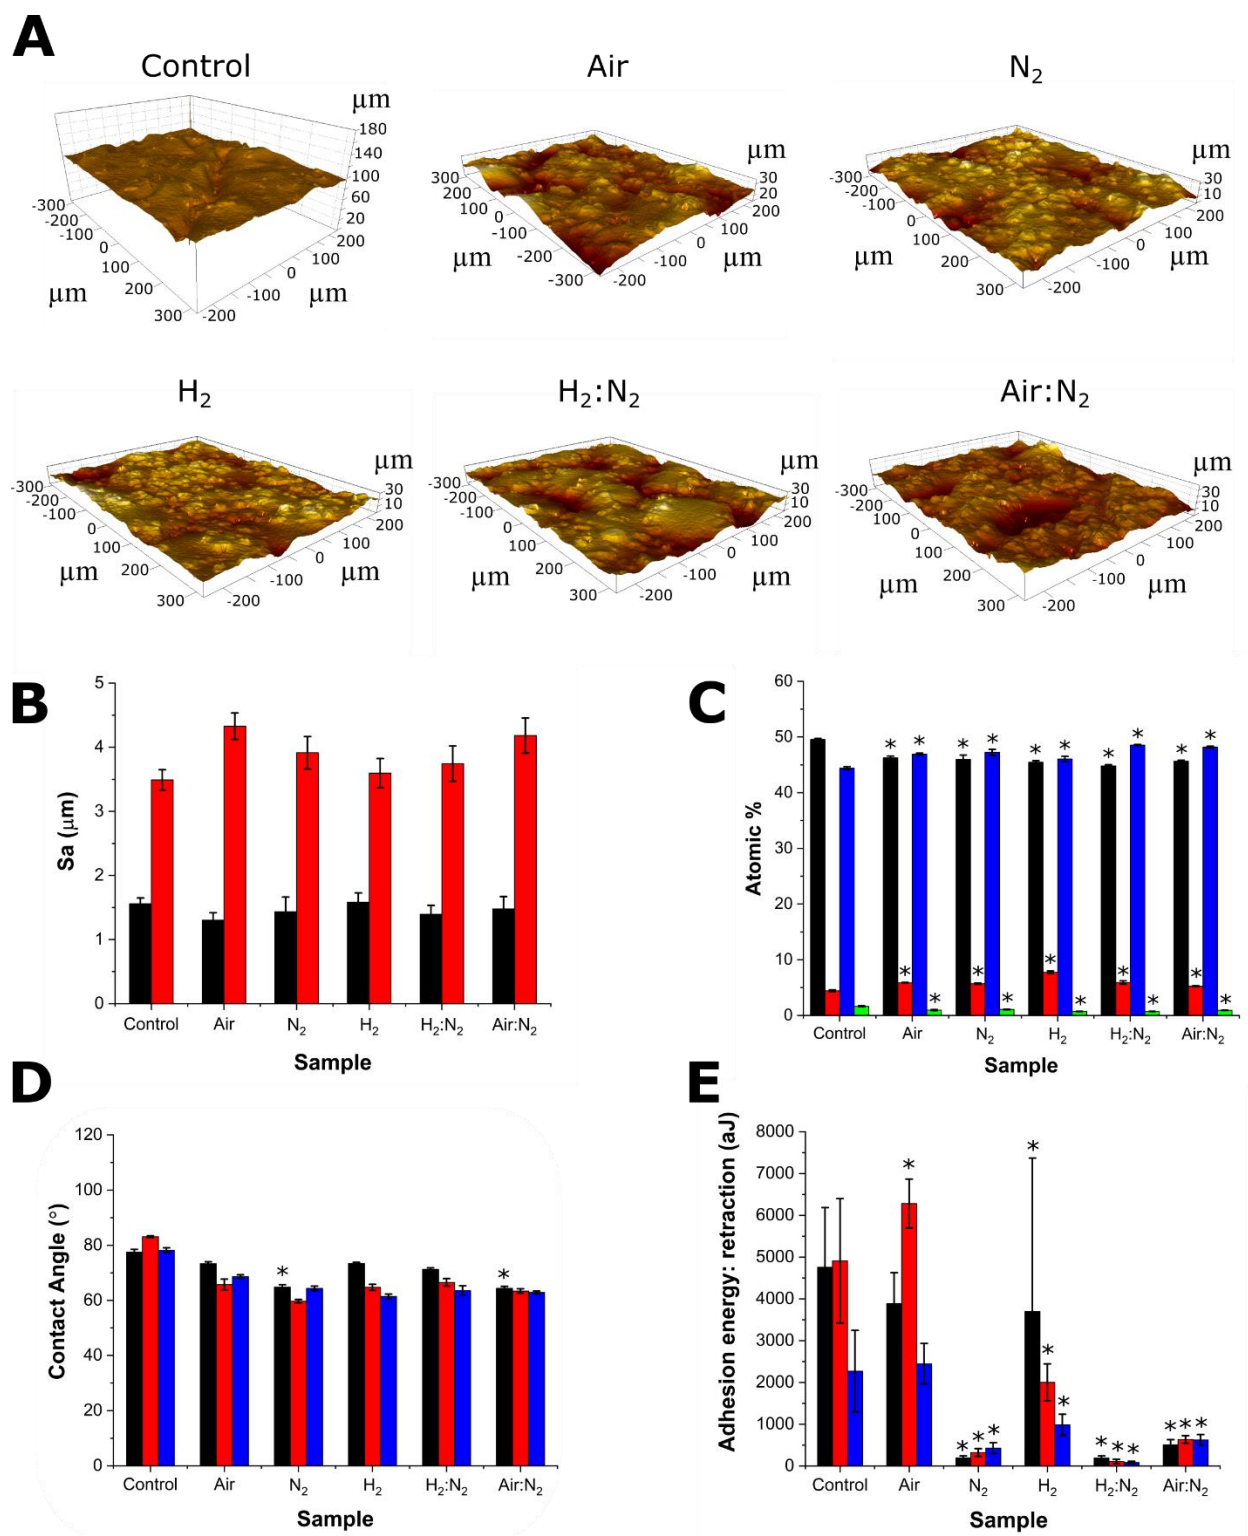 A
Control
Air
N2
µm
180
140
100
60
20
-300
-200
-100
0
100
200
300
µm
-200
-100
0
100
200
µm
µm
30
20
300
200
100
0
-100
-300
µm
-200
-100
0
100
200
µm
µm
30
10
-300
-200
-100
0
100
300
µm
-200
-100
0
100
200
µm
H2
H2:N2
Air:N2
µm
30
10
-300
-200
-100
0
100
200
300
µm
-200
-100
0
100
200
µm
µm
30
10
-300
-200
-100
0
100
200
300
µm
-200
-100
0
100
200
µm
µm
30
10
-300
-200
100
0
100
200
300
µm
-200
-100
0
100
200
µm
B
5
4
3
2
1
0
Sa (µm)
Control Air N2 H2 H2:N2 Air:N2
Sample
C
60
50
40
30
20
10
0
Atomic %
* * * * * * * * * *
* * * * * * * * * *
Control Air N2 H2 H2:N2 Air:N2
Sample
D
120
100
80
60
40
20
0
Contact Angle (°)
* *
Control Air N2 H2 H2:N2 Air:N2
Sample
E
8000
7000
6000
5000
4000
3000
2000
1000
0
Adhesion energy: retraction (aJ)
* * * * * * * * * * * * *
Control Air N2 H2 H2:N2 Air:N2
Sample